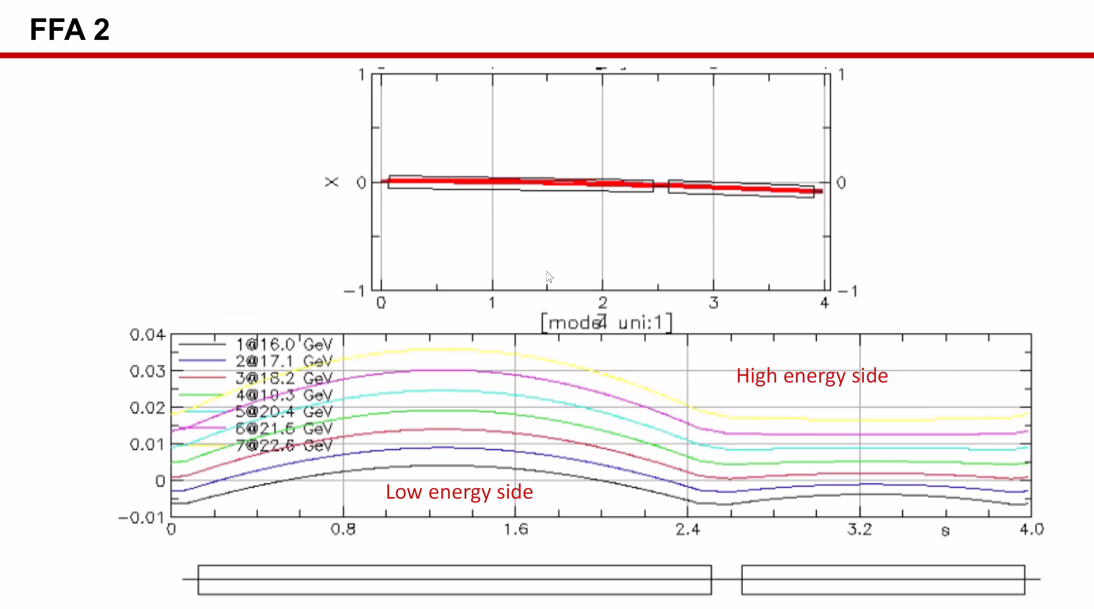 FFA 2
1
1
X
0
0
−1
−1
0
1
2
3
4
[mode
uni:1]
0.04
1@16.0 GeV
2@17.1 GeV
0.03
High energy side
3@18.2 GeV
4@19.3 GeV
0.02
5@20.4 GeV
6@21.5 GeV
0.01
7@22.6 GeV
0
Low energy side
−0.01
0
0.8
1.6
2.4
3.2
s
4.0